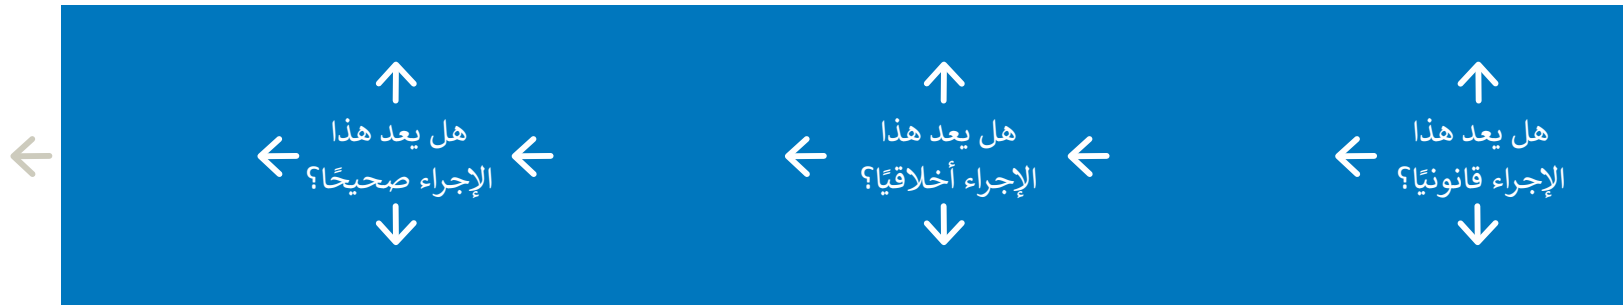 هل يعد هذا
الإجراء قانونيًا؟
هل يعد هذا
الإجراء أخلاقيًا؟
هل يعد هذا
الإجراء صحيحًا؟